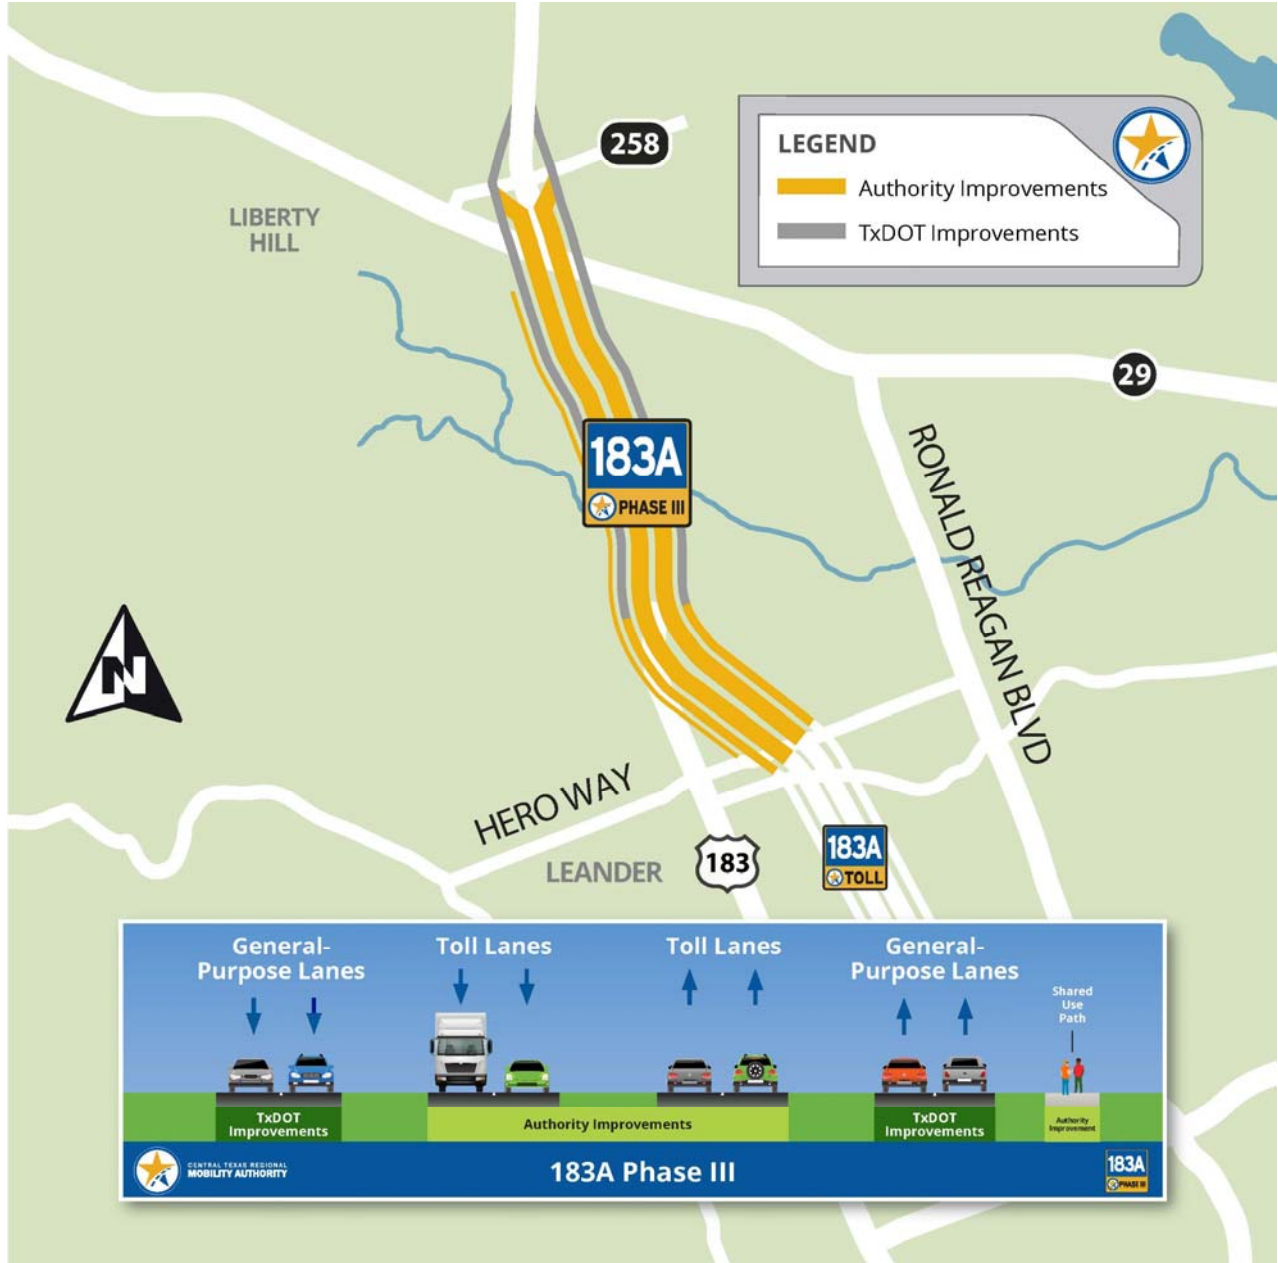 258
LEGEND
Authority Improvements
TxDOT Improvements
LIBERTY
HILL
29
183A
PHASE III
RONALD REAGAN BLVD
N
HERO WAY
LEANDER
183
183A
TOLL
General-
Purpose Lanes
Toll Lanes
Toll Lanes
General-
Purpose Lanes
Shared
Use
Path
TxDOT
Improvements
Authority Improvements
TxDOT
Improvements
Authority
Improvement
CENTRAL TEXAS REGIONAL
MOBILITY AUTHORITY
183A Phase III
183A
PHASE III